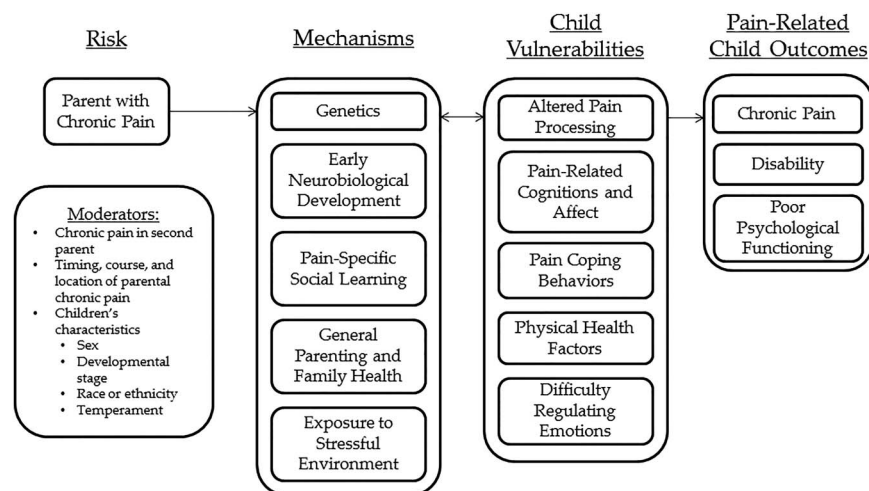 Risk
Parent with
Chronic Pain
Moderators:
• Chronic pain in second
parent
• Timing, course, and
location of parental
chronic pain
• Children's
characteristics
• Sex
• Developmental
stage
• Race or ethnicity
• Temperament
Mechanisms
Genetics
Early
Neurobiological
Development
Pain-Specific
Social Learning
General
Parenting and
Family Health
Exposure to
Stressful
Environment
Child
Vulnerabilities
Altered Pain
Processing
Pain-Related
Cognitions and
Affect
Pain Coping
Behaviors
Physical Health
Factors
Difficulty
Regulating
Emotions
Pain-Related
Child Outcomes
Chronic Pain
Disability
Poor
Psychological
Functioning